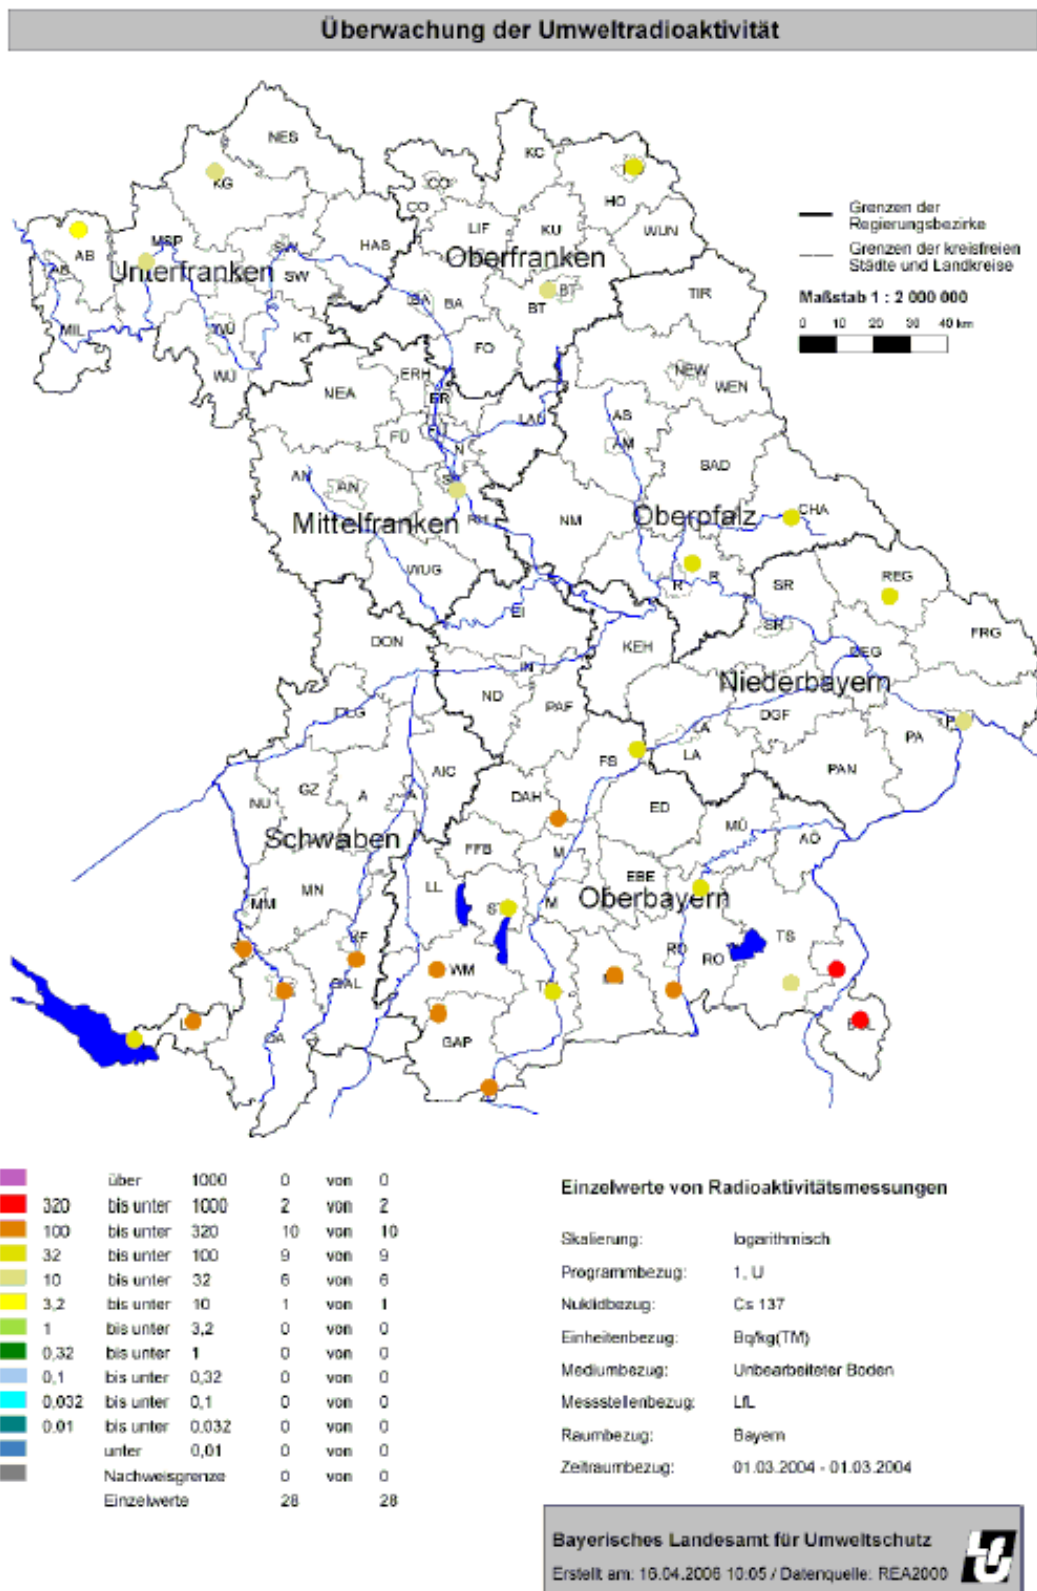 Überwachung der Umweltradioaktivität
NES
KC
KG
CO
HO
CO
LIF
KU
WUN
AB
MSP
SW
HAB
AB
Unterfranken
Oberfranken
SW
TIR
BA
BA
BT
BT
MIL
WÜ
KT
FO
WÜ
ERH
NEW
NEA
ER
WEN
LAU
AS
FÜ
FÜ
N
AM
SAD
AN
AN
Mittelfranken
RH
NM
Oberpfalz
CHA
WUG
R
R
SR
REG
EI
SR
FRG
DON
KEH
DEG
IN
Niederbayern
ND
DLG
PAF
DGF
LA
PA
FS
LA
PAN
AIC
GZ
A
A
NU
DAH
ED
MÜ
AÖ
Schwaben
FFB
M
EBE
LL
MN
Oberbayern
MM
ST
M
KF
TS
RO
RO
WM
OAL
OA
GAP
Grenzen der
Regierungsbezirke
Grenzen der kreisfreien
Städte und Landkreise
Maßstab 1 : 2 000 000
0 10 20 30 40 km
über 1000 0 von 0
320 bis unter 1000 2 von 2
100 bis unter 320 10 von 10
32 bis unter 100 9 von 9
10 bis unter 32 6 von 6
3,2 bis unter 10 1 von 1
1 bis unter 3,2 0 von 0
0,32 bis unter 1 0 von 0
0,1 bis unter 0,32 0 von 0
0,032 bis unter 0,1 0 von 0
0.01 bis unter 0.032 0 von 0
unter 0,01 0 von 0
Nachweisgrenze 0 von 0
Einzelwerte 28 28
Einzelwerte von Radioaktivitätsmessungen
Skalierung: logarithmisch
Programmbezug: 1, U
Nuklidbezug: Cs 137
Einheitenbezug: Bq/kg(TM)
Mediumbezug: Unbearbeiteter Boden
Messstellenbezug: LfL
Raumbezug: Bayern
Zeitraumbezug: 01.03.2004 - 01.03.2004
Bayerisches Landesamt für Umweltschutz
Erstellt am: 16.04.2006 10:05 / Datenquelle: REA2000
LfU